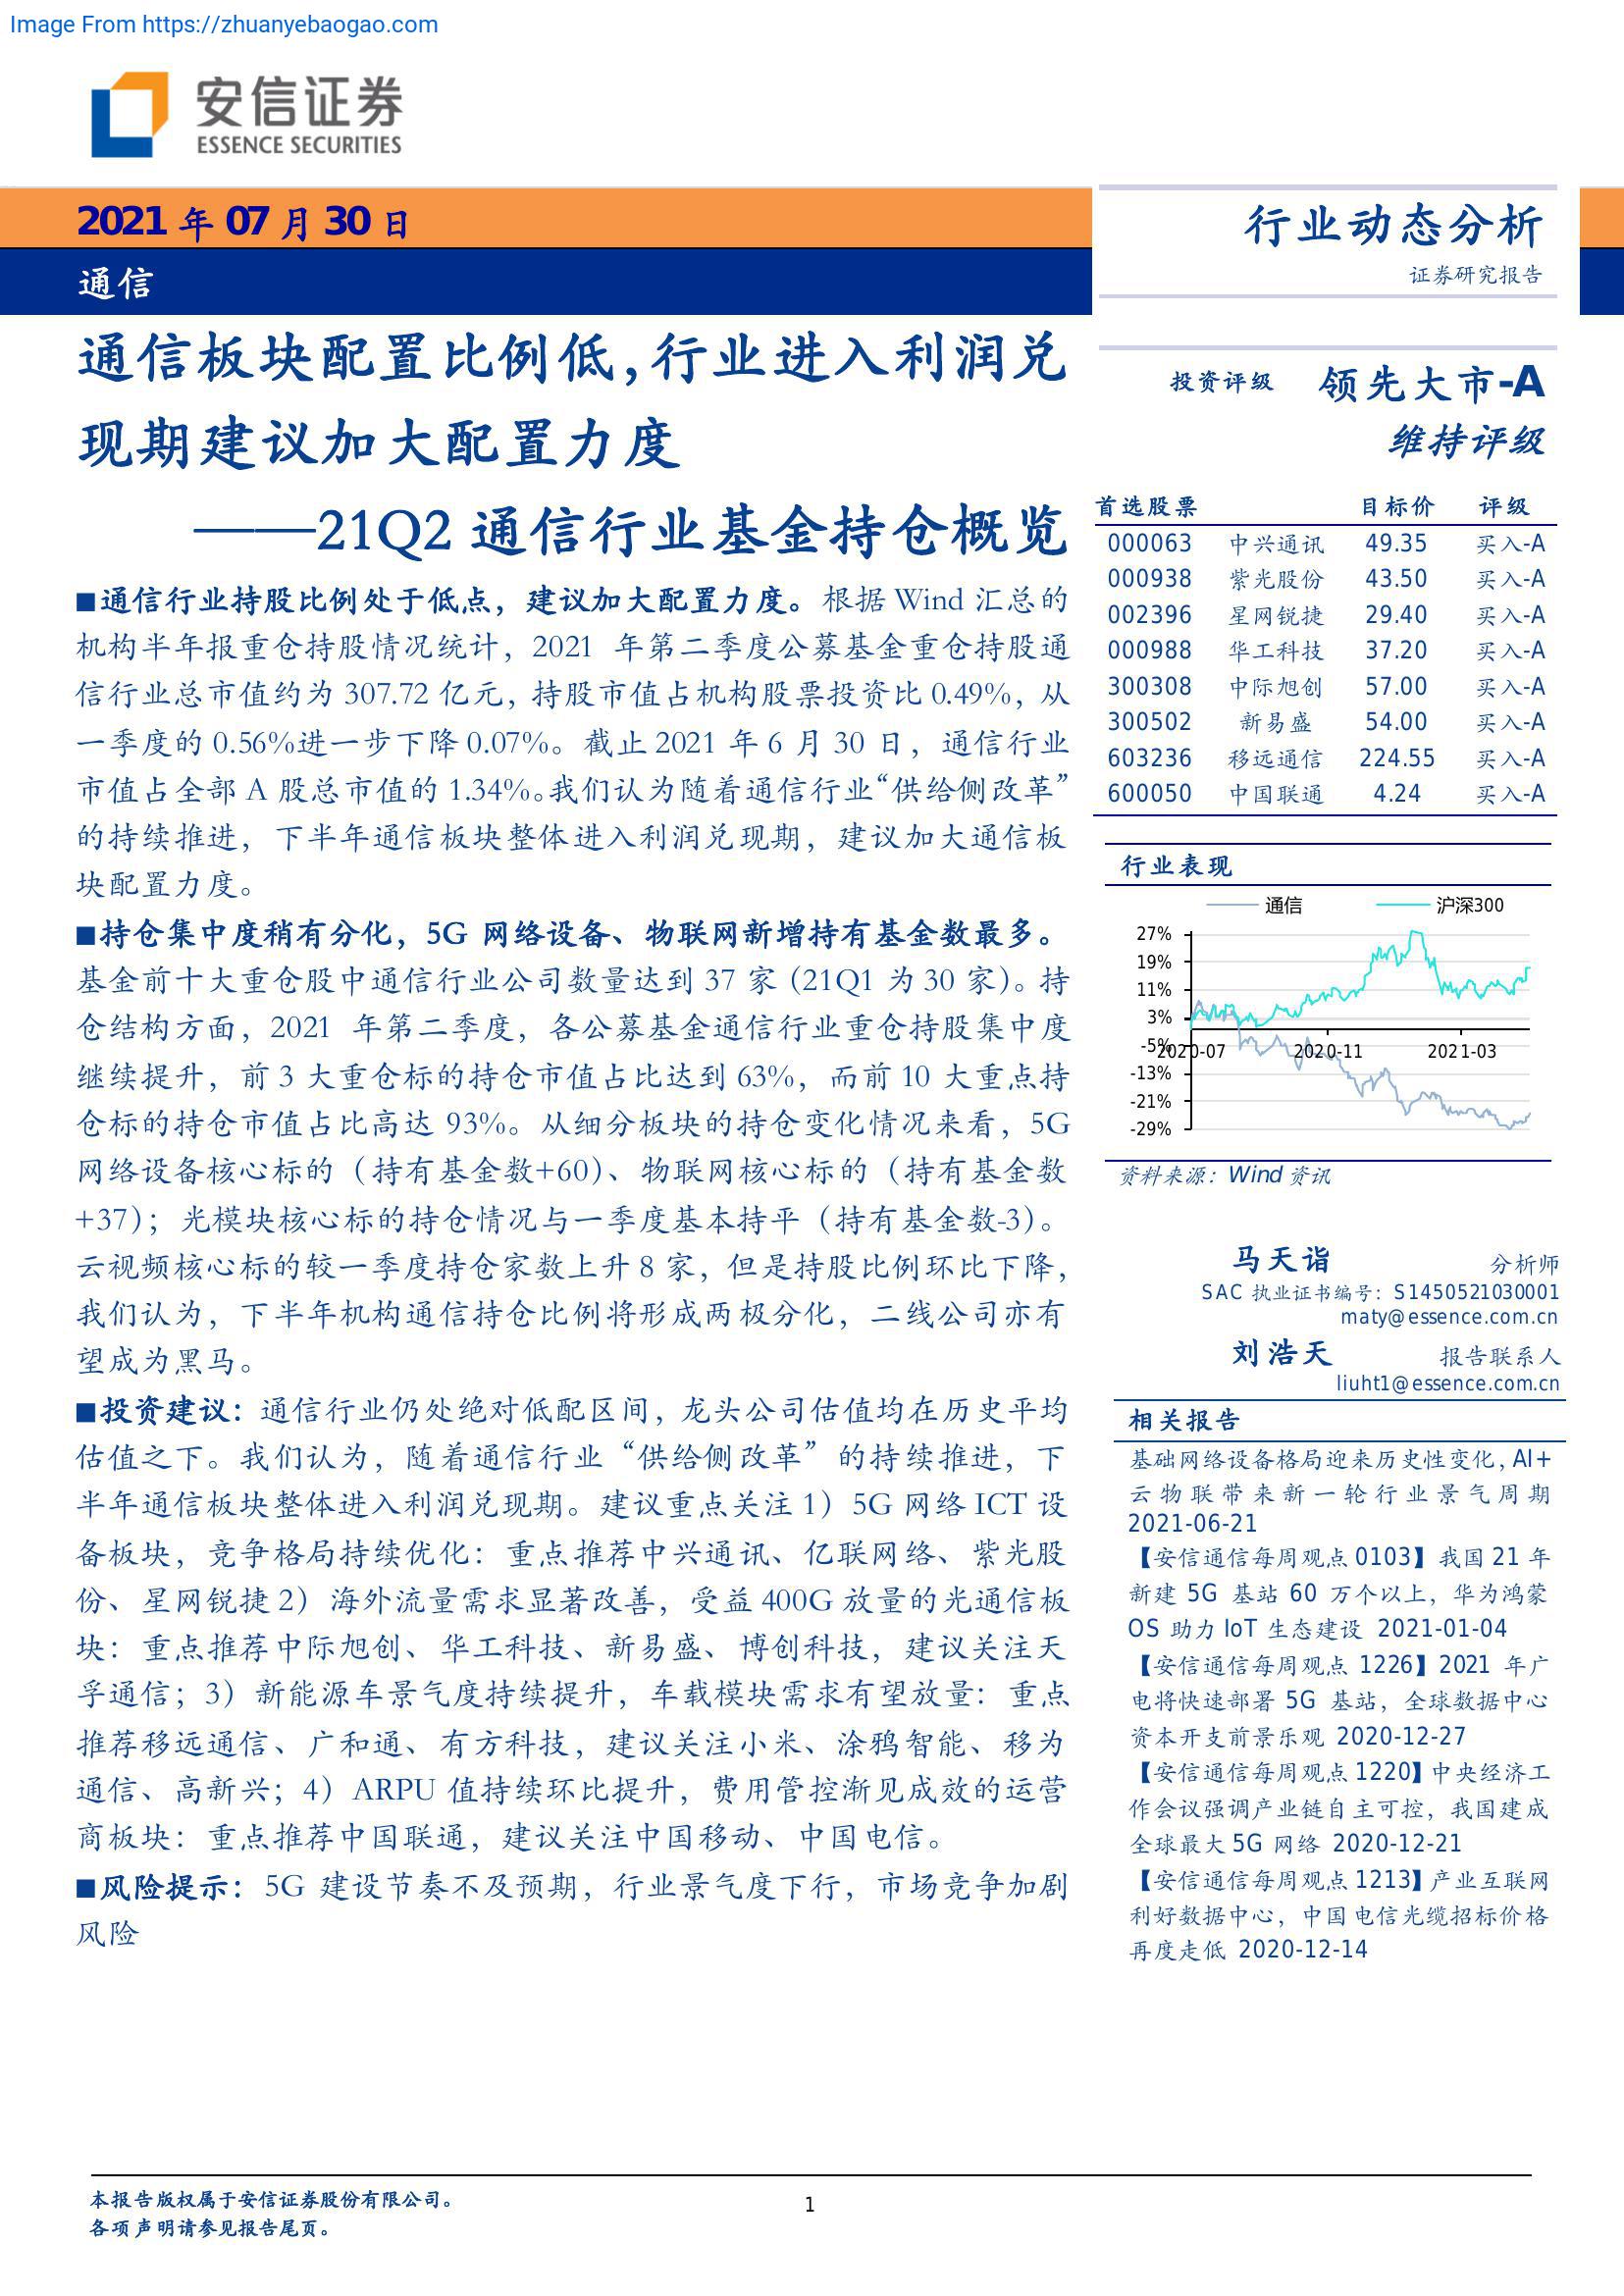 Image From https://zhuanyebaogao.com
安信证券
ESSENCE SECURITIES
2021 年 07 月 30 日
通信
行业动态分析
证券研究报告
通信板块配置比例低，行业进入利润兑
现期建议加大配置力度
——21Q2 通信行业基金持仓概览
■通信行业持股比例处于低点，建议加大配置力度。根据 Wind 汇总的
机构半年报重仓持股情况统计，2021 年第二季度公募基金重仓持股通
信行业总市值约为 307.72 亿元，持股市值占机构股票投资比 0.49%，从
一季度的 0.56%进一步下降 0.07%。截止 2021 年 6 月 30 日，通信行业
市值占全部 A 股总市值的 1.34%。我们认为随着通信行业“供给侧改革”
的持续推进，下半年通信板块整体进入利润兑现期，建议加大通信板
块配置力度。
■持仓集中度稍有分化，5G 网络设备、物联网新增持有基金数最多。
基金前十大重仓股中通信行业公司数量达到 37 家（21Q1 为 30 家）。持
仓结构方面，2021 年第二季度，各公募基金通信行业重仓持股集中度
继续提升，前 3 大重仓标的持仓市值占比达到 63%，而前 10 大重点持
仓标的持仓市值占比高达 93%。从细分板块的持仓变化情况来看，5G
网络设备核心标的（持有基金数+60）、物联网核心标的（持有基金数
+37）；光模块核心标的持仓情况与一季度基本持平（持有基金数-3）。
云视频核心标的较一季度持仓家数上升 8 家，但是持股比例环比下降，
我们认为，下半年机构通信持仓比例将形成两极分化，二线公司亦有
望成为黑马。
■投资建议：通信行业仍处绝对低配区间，龙头公司估值均在历史平均
估值之下。我们认为，随着通信行业“供给侧改革”的持续推进，下
半年通信板块整体进入利润兑现期。建议重点关注 1）5G 网络 ICT 设
备板块，竞争格局持续优化：重点推荐中兴通讯、亿联网络、紫光股
份、星网锐捷 2）海外流量需求显著改善，受益 400G 放量的光通信板
块：重点推荐中际旭创、华工科技、新易盛、博创科技，建议关注天
孚通信；3）新能源车景气度持续提升，车载模块需求有望放量：重点
推荐移远通信、广和通、有方科技，建议关注小米、涂鸦智能、移为
通信、高新兴；4）ARPU 值持续环比提升，费用管控渐见成效的运营
商板块：重点推荐中国联通，建议关注中国移动、中国电信。
■风险提示：5G 建设节奏不及预期，行业景气度下行，市场竞争加剧
风险
投资评级 领先大市-A
维持评级
首选股票 目标价 评级
000063 中兴通讯 49.35 买入-A
000938 紫光股份 43.50 买入-A
002396 星网锐捷 29.40 买入-A
000988 华工科技 37.20 买入-A
300308 中际旭创 57.00 买入-A
300502 新易盛 54.00 买入-A
603236 移远通信 224.55 买入-A
600050 中国联通 4.24 买入-A
行业表现
通信 沪深300
27%
19%
11%
3%
-5%
2020-07 2020-11 2021-03
-13%
-21%
-29%
资料来源：Wind 资讯
马天诣 分析师
SAC 执业证书编号：S1450521030001
maty@essence.com.cn
刘浩天 报告联系人
liuht1@essence.com.cn
相关报告
基础网络设备格局迎来历史性变化，AI+
云物联带来新一轮行业景气周期
2021-06-21
【安信通信每周观点 0103】我国 21 年
新建 5G 基站 60 万个以上，华为鸿蒙
OS 助力 IoT 生态建设 2021-01-04
【安信通信每周观点 1226】2021 年广
电将快速部署 5G 基站，全球数据中心
资本开支前景乐观 2020-12-27
【安信通信每周观点 1220】中央经济工
作会议强调产业链自主可控，我国建成
全球最大 5G 网络 2020-12-21
【安信通信每周观点 1213】产业互联网
利好数据中心，中国电信光缆招标价格
再度走低 2020-12-14
本报告版权属于安信证券股份有限公司。
各项声明请参见报告尾页。
1